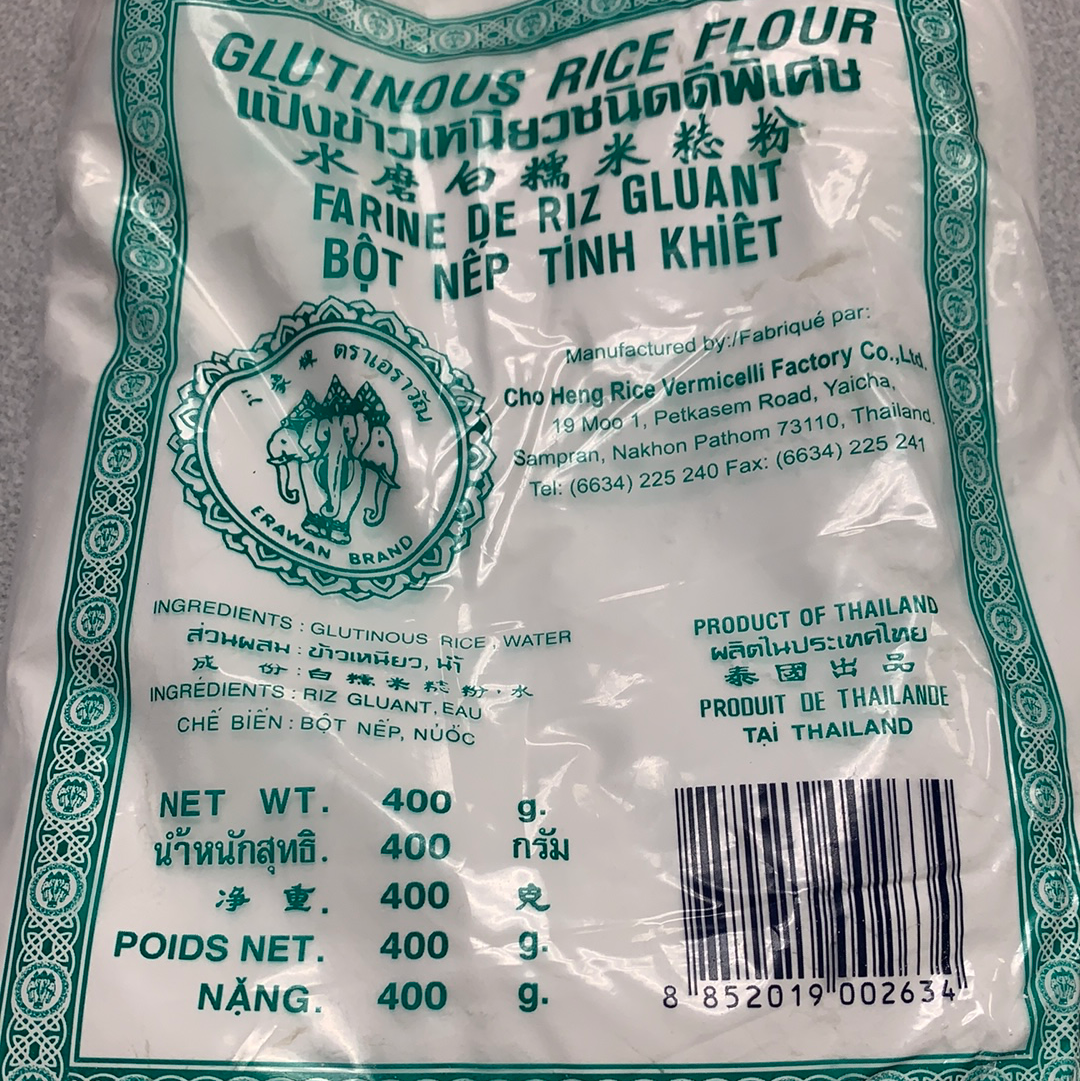 GLUTINOUS RICE FLOUR
แป้งข้าวเหนียวชนิดดีพิเศษ
水磨白糯米粉
FARINE DE RIZ GLUANT
BỘT NẾP TINH KHIẾT
ตราเอราวัณ
ERAWAN BRAND
Manufactured by:/Fabriqué par:
Cho Heng Rice Vermicelli Factory Co.,Ltd.
19 Moo 1, Petkasem Road, Yaicha,
Sampran, Nakhon Pathom 73110, Thailand.
Tel: (6634) 225 240 Fax: (6634) 225 241
INGREDIENTS : GLUTINOUS RICE, WATER
ส่วนผสม : ข้าวเหนียว, น้ำ
成份 : 白糯米粉, 水
INGRÉDIENTS : RIZ GLUANT, EAU
CHẾ BIẾN : BỘT NẾP, NƯỚC
PRODUCT OF THAILAND
ผลิตในประเทศไทย
泰國出品
PRODUIT DE THAILANDE
TẠI THAILAND
NET WT. 400 g.
น้ำหนักสุทธิ. 400 กรัม
净重. 400 克
POIDS NET. 400 g.
NẶNG. 400 g.
8 852019 002634